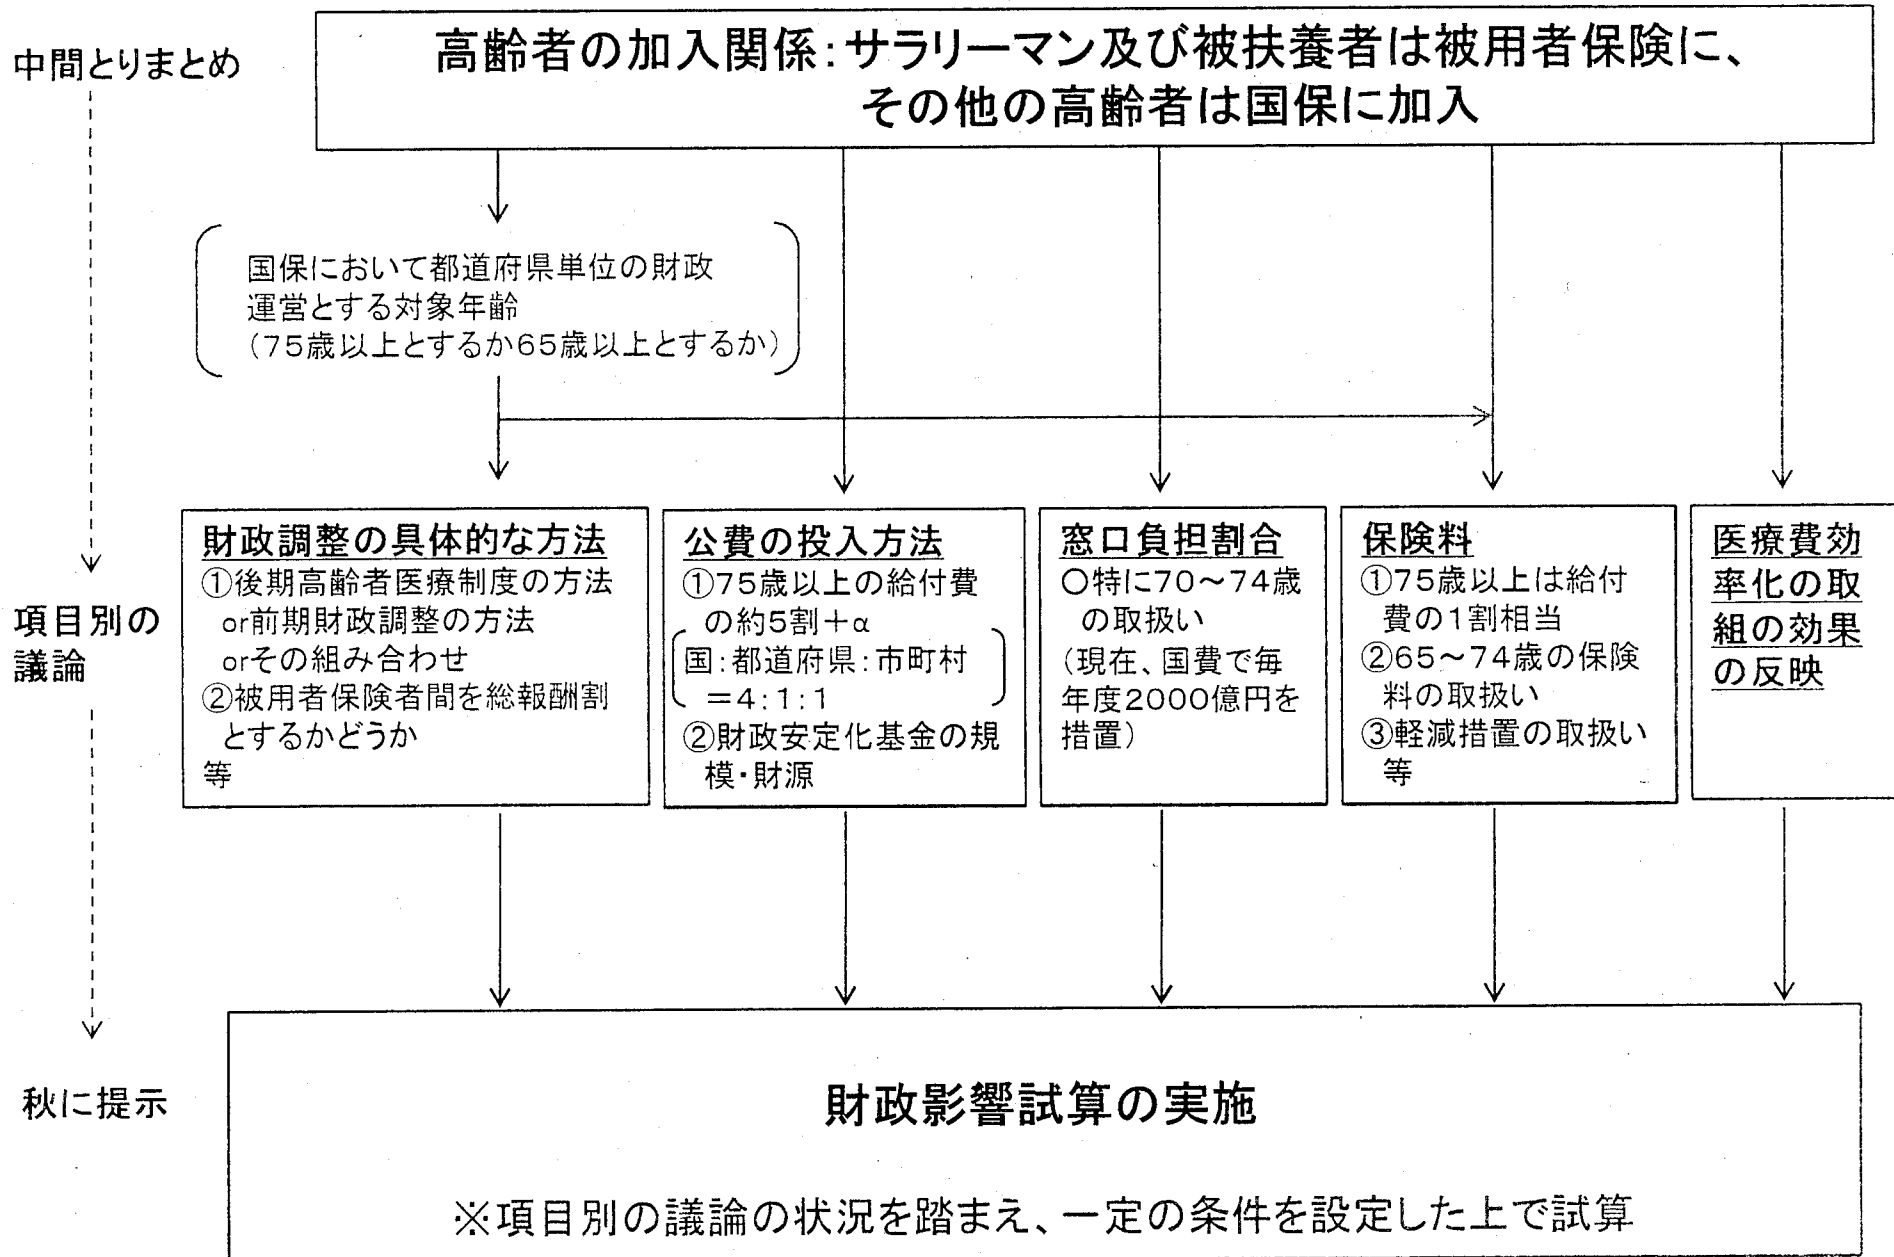 中間とりまとめ
高齢者の加入関係：サラリーマン及び被扶養者は被用者保険に、
その他の高齢者は国保に加入
国保において都道府県単位の財政
運営とする対象年齢
（75歳以上とするか65歳以上とするか）
項目別の
議論
財政調整の具体的な方法
①後期高齢者医療制度の方法
or前期財政調整の方法
orその組み合わせ
②被用者保険者間を総報酬割
とするかどうか
等
公費の投入方法
①75歳以上の給付費
の約5割＋α
国：都道府県：市町村
＝4：1：1
②財政安定化基金の規
模・財源
窓口負担割合
○特に70～74歳
の取扱い
（現在、国費で毎
年度2000億円を
措置）
保険料
①75歳以上は給付
費の1割相当
②65～74歳の保険
料の取扱い
③軽減措置の取扱い
等
医療費効
率化の取
組の効果
の反映
秋に提示
財政影響試算の実施
※項目別の議論の状況を踏まえ、一定の条件を設定した上で試算